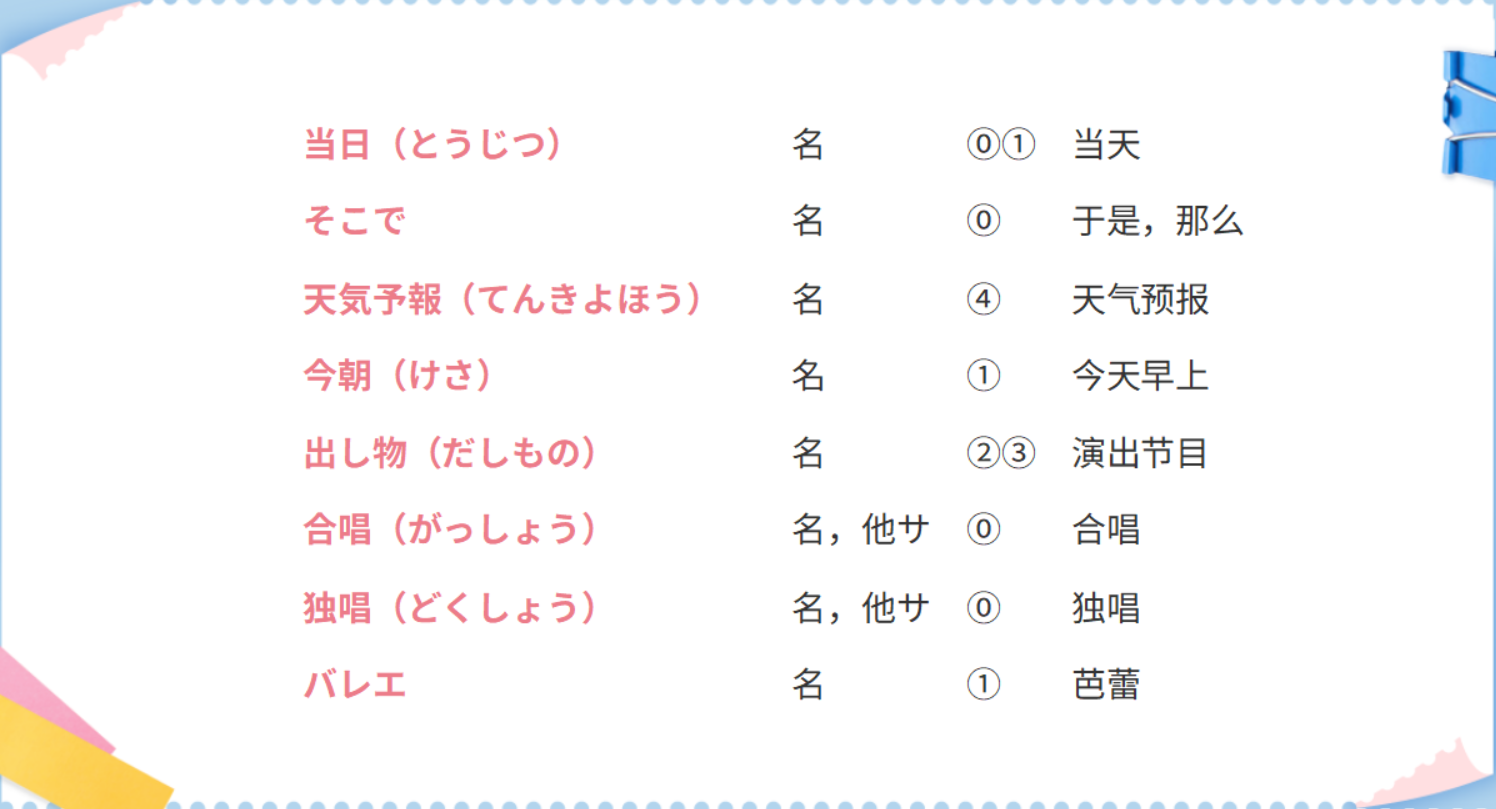 当日（とうじつ） 名 ⓪① 当天
そこで 名 ⓪ 于是，那么
天気予報（てんきよほう） 名 ④ 天气预报
今朝（けさ） 名 ① 今天早上
出し物（だしもの） 名 ②③ 演出节目
合唱（がっしょう） 名，他サ ⓪ 合唱
独唱（どくしょう） 名，他サ ⓪ 独唱
バレエ 名 ① 芭蕾